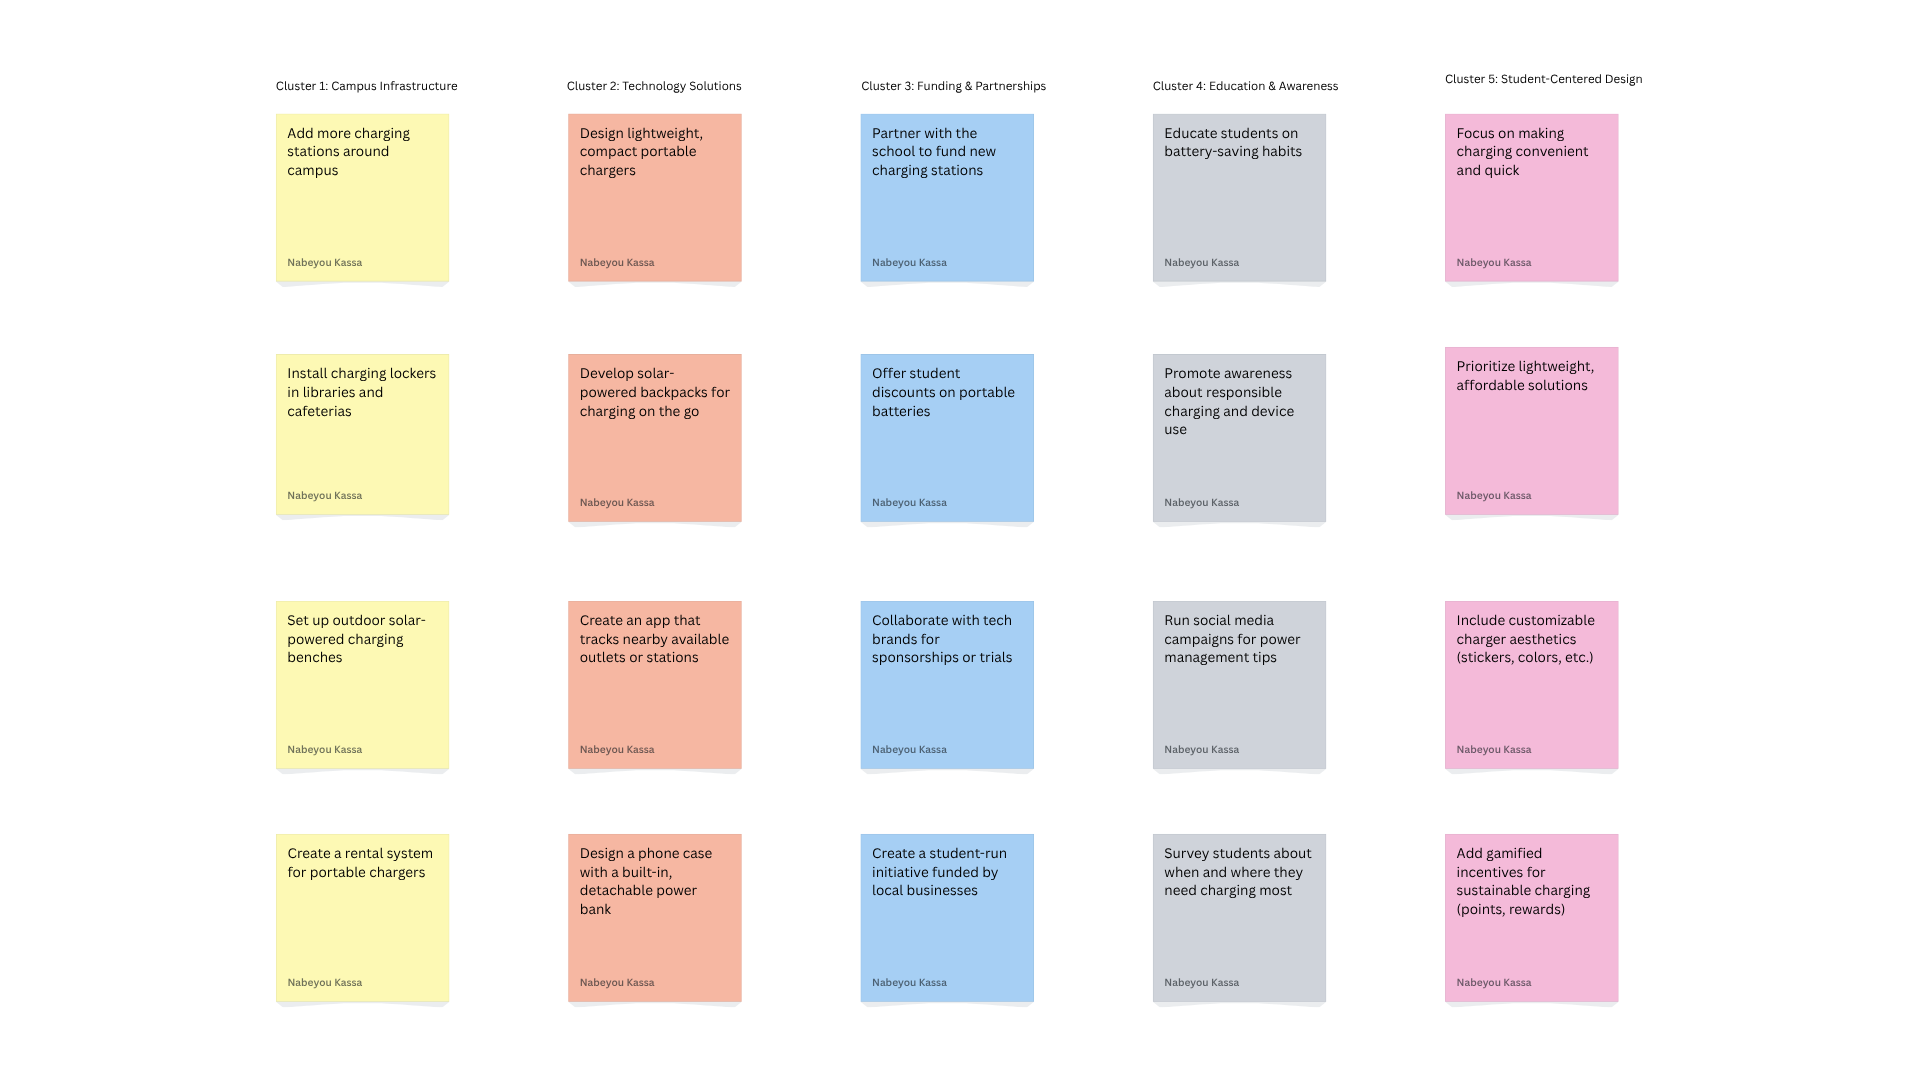 Cluster 1: Campus Infrastructure
Add more charging
stations around
campus
Nabeyou Kassa
Install charging lockers
in libraries and
cafeterias
Nabeyou Kassa
Set up outdoor solar-
powered charging
benches
Nabeyou Kassa
Create a rental system
for portable chargers
Nabeyou Kassa
Cluster 2: Technology Solutions
Design lightweight,
compact portable
chargers
Nabeyou Kassa
Develop solar-
powered backpacks for
charging on the go
Nabeyou Kassa
Create an app that
tracks nearby available
outlets or stations
Nabeyou Kassa
Design a phone case
with a built-in,
detachable power
bank
Nabeyou Kassa
Cluster 3: Funding & Partnerships
Partner with the
school to fund new
charging stations
Nabeyou Kassa
Offer student
discounts on portable
batteries
Nabeyou Kassa
Collaborate with tech
brands for
sponsorships or trials
Nabeyou Kassa
Create a student-run
initiative funded by
local businesses
Nabeyou Kassa
Cluster 4: Education & Awareness
Educate students on
battery-saving habits
Nabeyou Kassa
Promote awareness
about responsible
charging and device
use
Nabeyou Kassa
Run social media
campaigns for power
management tips
Nabeyou Kassa
Survey students about
when and where they
need charging most
Nabeyou Kassa
Cluster 5: Student-Centered Design
Focus on making
charging convenient
and quick
Nabeyou Kassa
Prioritize lightweight,
affordable solutions
Nabeyou Kassa
Include customizable
charger aesthetics
(stickers, colors, etc.)
Nabeyou Kassa
Add gamified
incentives for
sustainable charging
(points, rewards)
Nabeyou Kassa